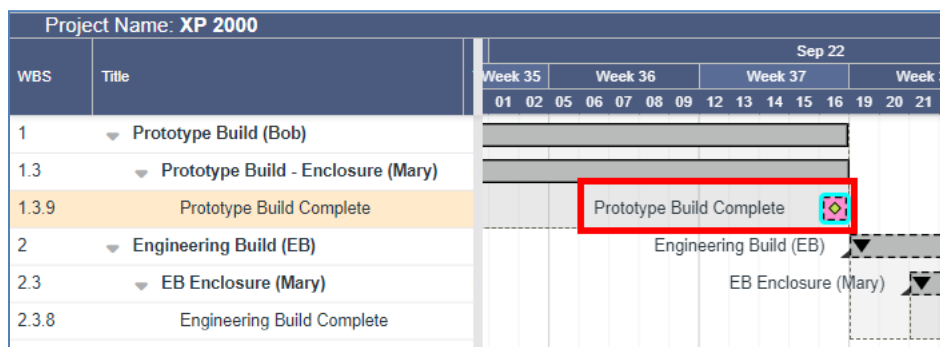 Project Name: XP 2000
Sep 22
WBS Title Week 35 Week 36 Week 37 Week
01 02 05 06 07 08 09 12 13 14 15 16 19 20 21
1 Prototype Build (Bob)
1.3 Prototype Build - Enclosure (Mary)
1.3.9 Prototype Build Complete Prototype Build Complete
2 Engineering Build (EB) Engineering Build (EB)
2.3 EB Enclosure (Mary) EB Enclosure (Mary)
2.3.8 Engineering Build Complete